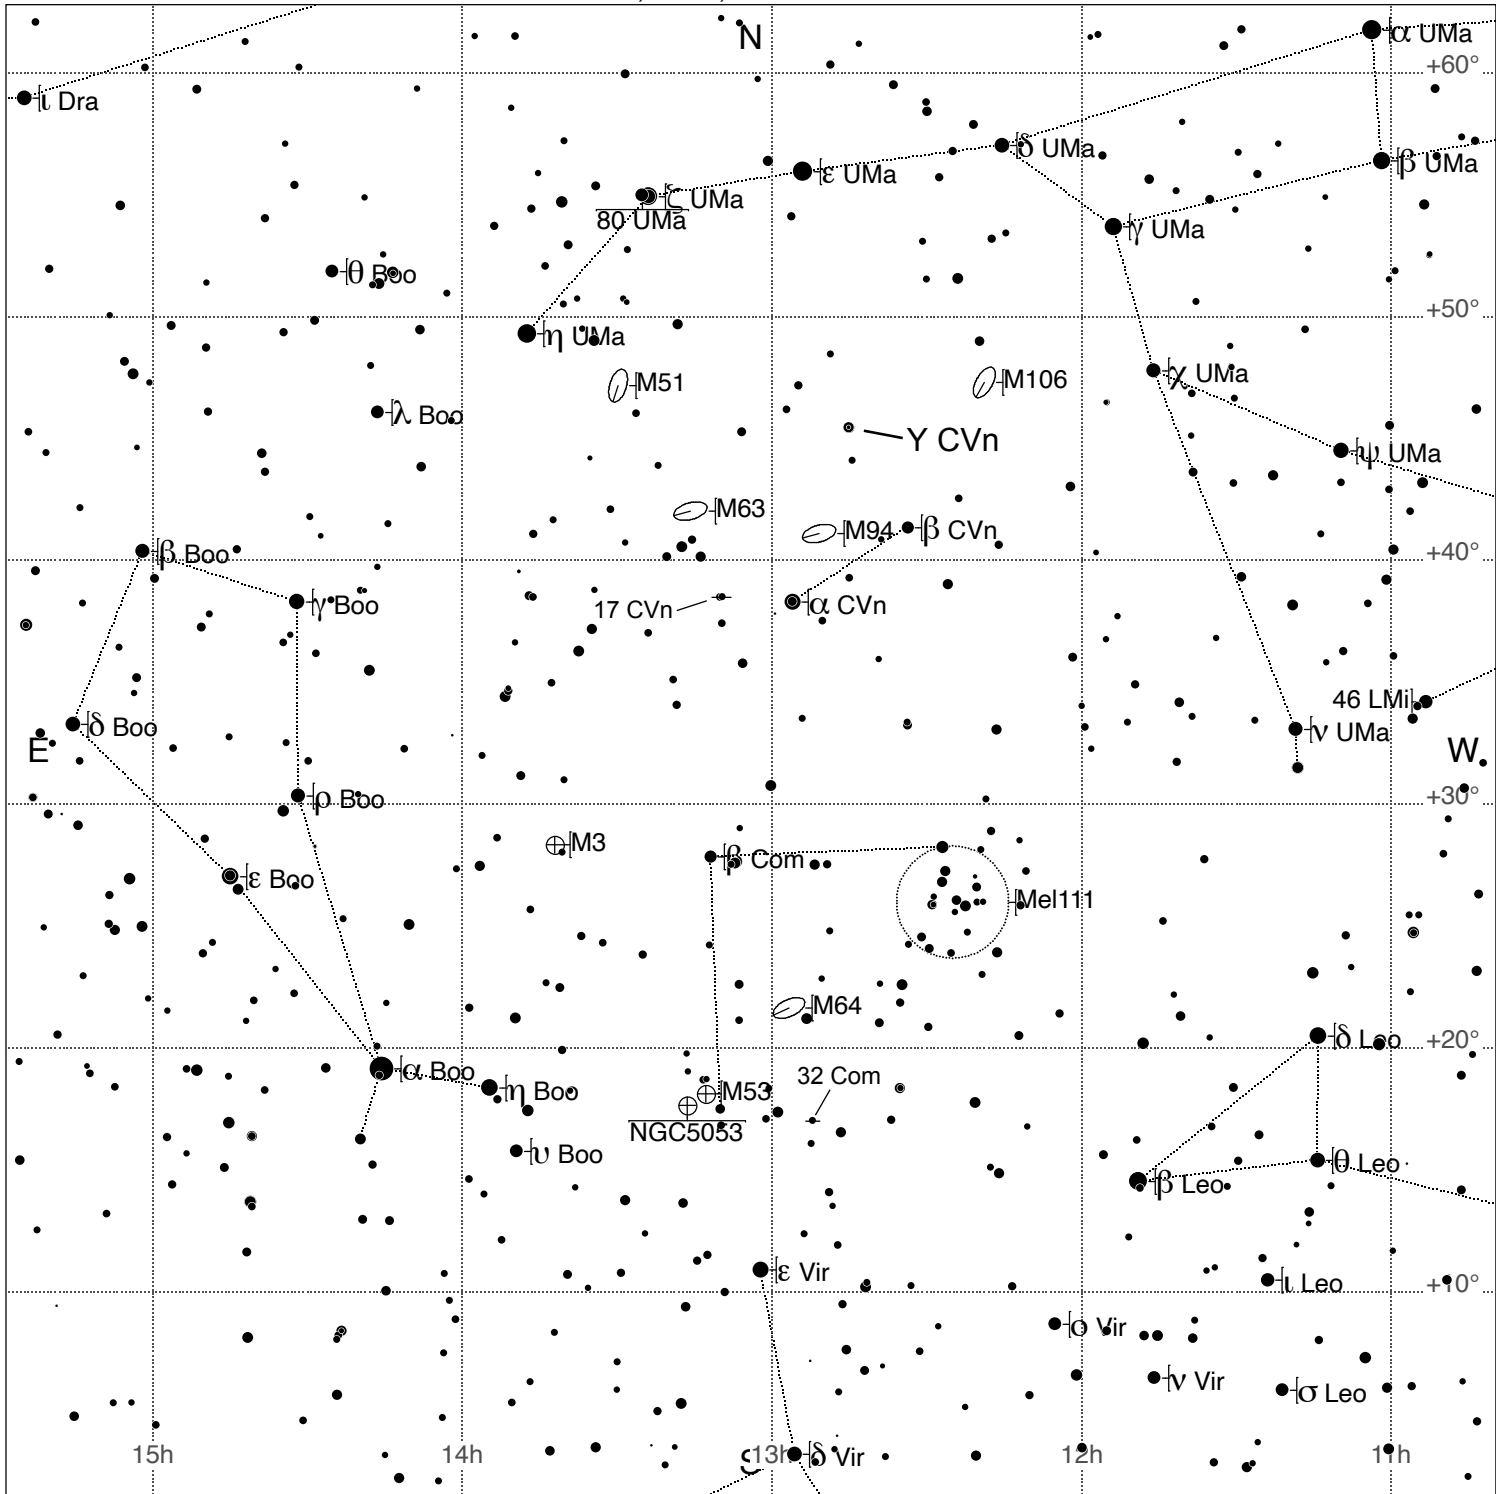 N
α UMa
+60°
ι Dra
δ UMa
β UMa
ε UMa
ζ UMa
80 UMa
γ UMa
θ Boo
+50°
η UMa
χ UMa
M51
M106
λ Boo
Y CVn
ψ UMa
M63
M94
β CVn
β Boo
+40°
γ Boo
17 CVn
α CVn
46 LMi
δ Boo
ν UMa
E
W
ρ Boo
+30°
M3
β Com
ε Boo
Mel111
M64
δ Leo
+20°
α Boo
η Boo
M53
32 Com
NGC5053
υ Boo
θ Leo
β Leo
ε Vir
ι Leo
+10°
ο Vir
ν Vir
σ Leo
15h
14h
S
13h
δ Vir
12h
11h